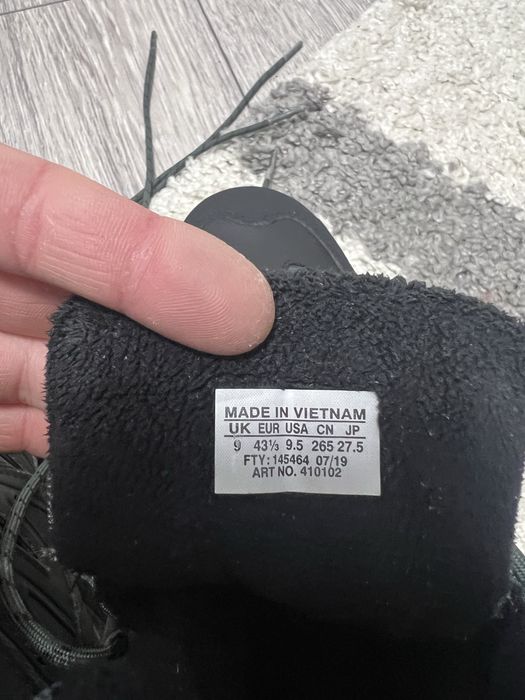 MADE IN VIETNAM
UK EUR USA CN JP
9 43⅓ 9.5 265 27.5
FTY: 145464 07/19
ART NO. 410102